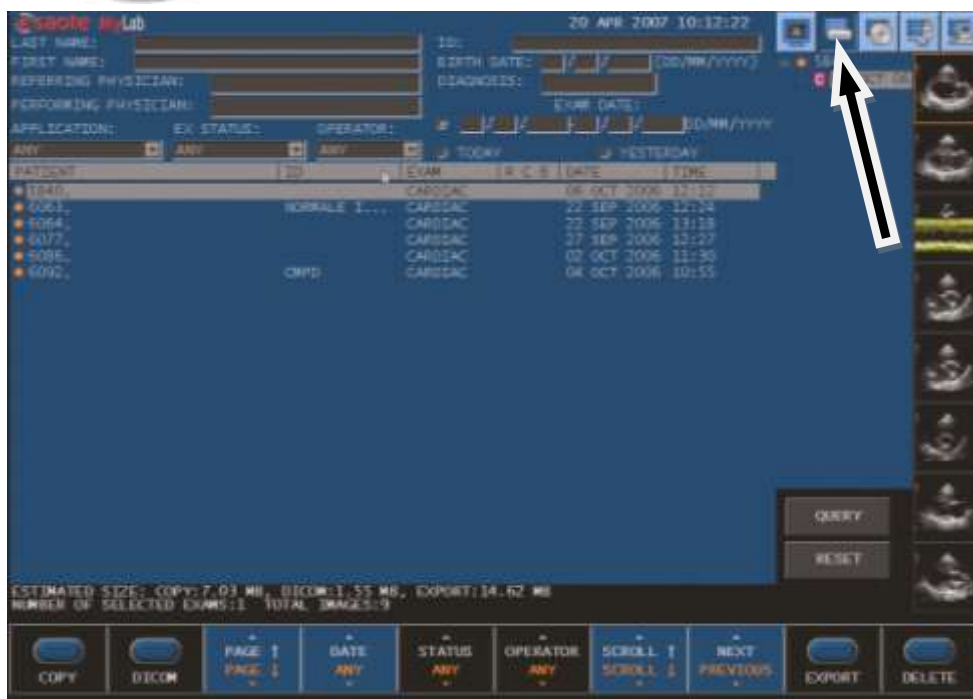 esaote MyLab 20 APR 2007 10:12:22
LAST NAME: ID:
FIRST NAME: BIRTH DATE: / / (DD/MM/YYYY)
REFERRING PHYSICIAN: DIAGNOSIS:
PERFORMING PHYSICIAN: EXAM DATE:
APPLICATION: EX STATUS: OPERATOR: / / - / / DD/MM/YYYY
ANY ANY ANY TODAY YESTERDAY
PATIENT ID EXAM R C S DATE TIME
CARDIAC 06 OCT 2006 12:12
6063, NORMALE I... CARDIAC 22 SEP 2006 12:24
6064, CARDIAC 22 SEP 2006 13:18
6077, CARDIAC 27 SEP 2006 12:27
CARDIAC 02 OCT 2006 11:30
6092, CMPD CARDIAC 04 OCT 2006 10:55
QUERY
RESET
ESTIMATED SIZE: COPY:7.03 MB, DICOM:1.55 MB, EXPORT:14.62 MB
NUMBER OF SELECTED EXAMS:1 TOTAL IMAGES:9
COPY DICOM PAGE ↑ DATE STATUS OPERATOR SCROLL ↑ NEXT EXPORT DELETE
PAGE ↓ ANY ANY ANY SCROLL ↓ PREVIOUS